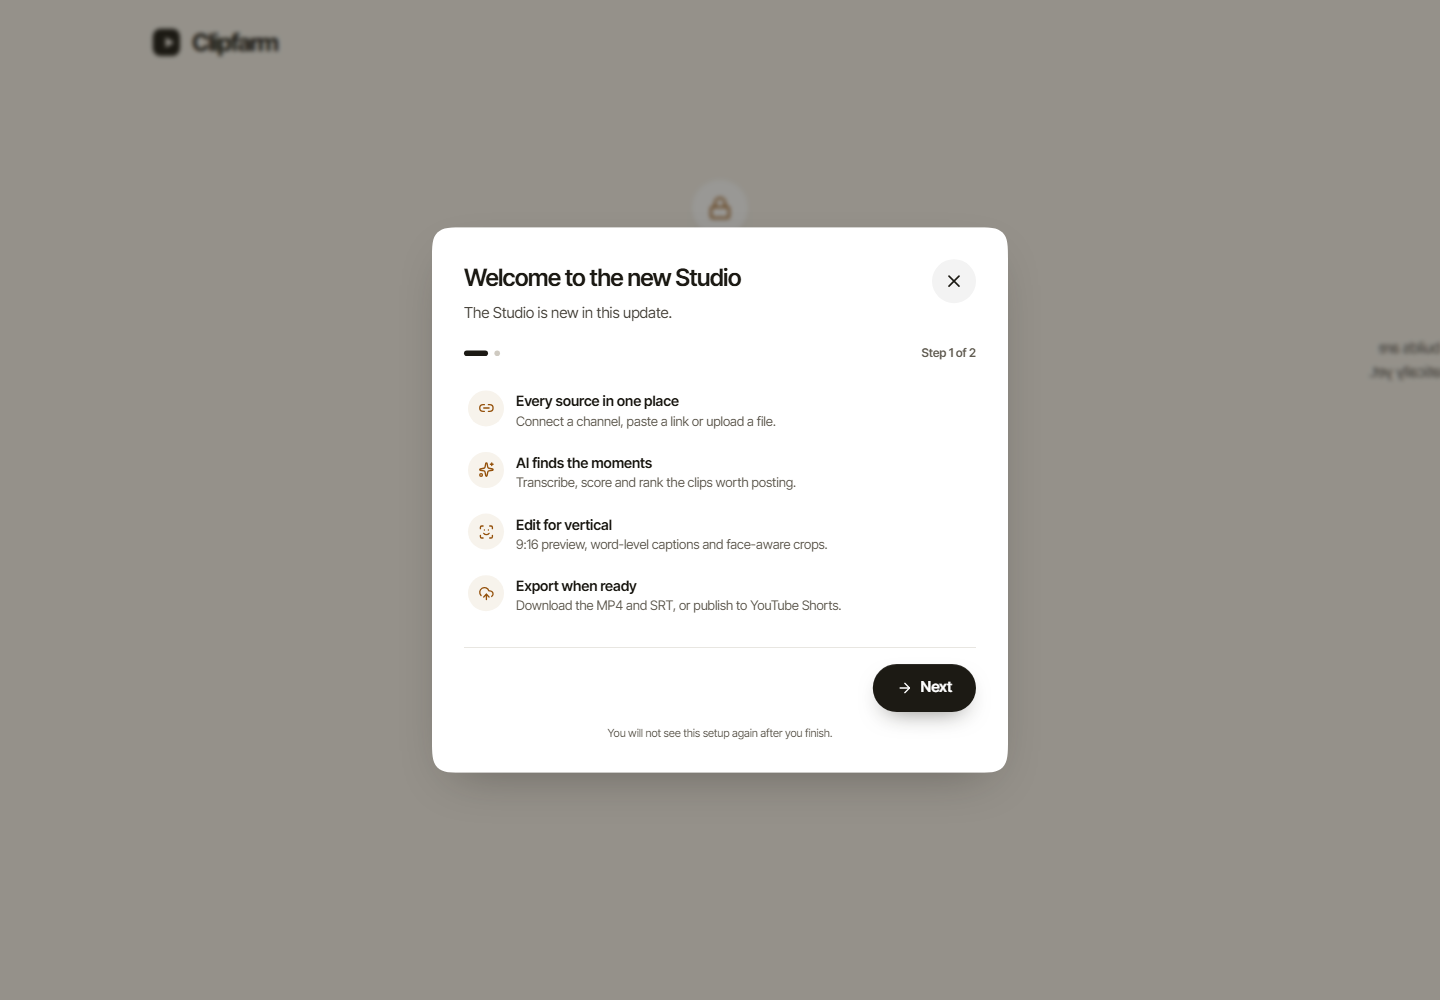 Clipfarm
Welcome to the new Studio
The Studio is new in this update.
Step 1 of 2
Every source in one place
Connect a channel, paste a link or upload a file.
AI finds the moments
Transcribe, score and rank the clips worth posting.
Edit for vertical
9:16 preview, word-level captions and face-aware crops.
Export when ready
Download the MP4 and SRT, or publish to YouTube Shorts.
Next
You will not see this setup again after you finish.